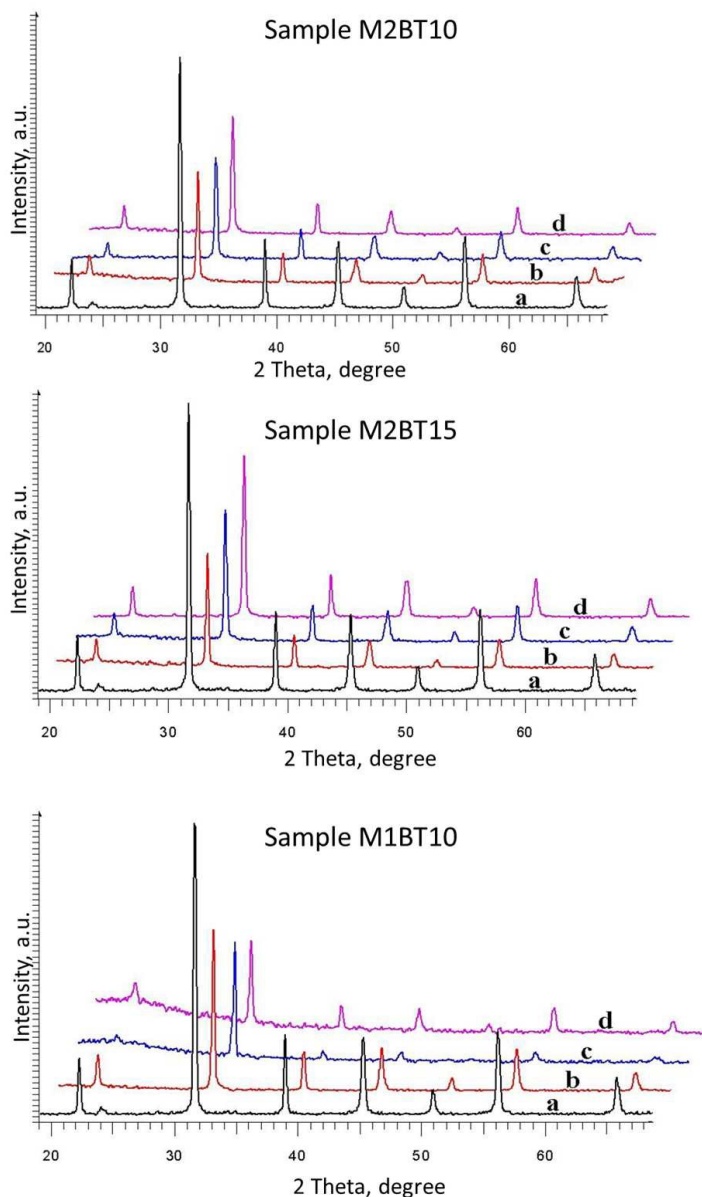 Sample M2BT10
Intensity, a.u.
d
c
b
a
20 30 40 50 60
2 Theta, degree
Sample M2BT15
Intensity, a.u.
d
c
b
a
20 30 40 50 60
2 Theta, degree
Sample M1BT10
Intensity, a.u.
d
c
b
a
20 30 40 50 60
2 Theta, degree